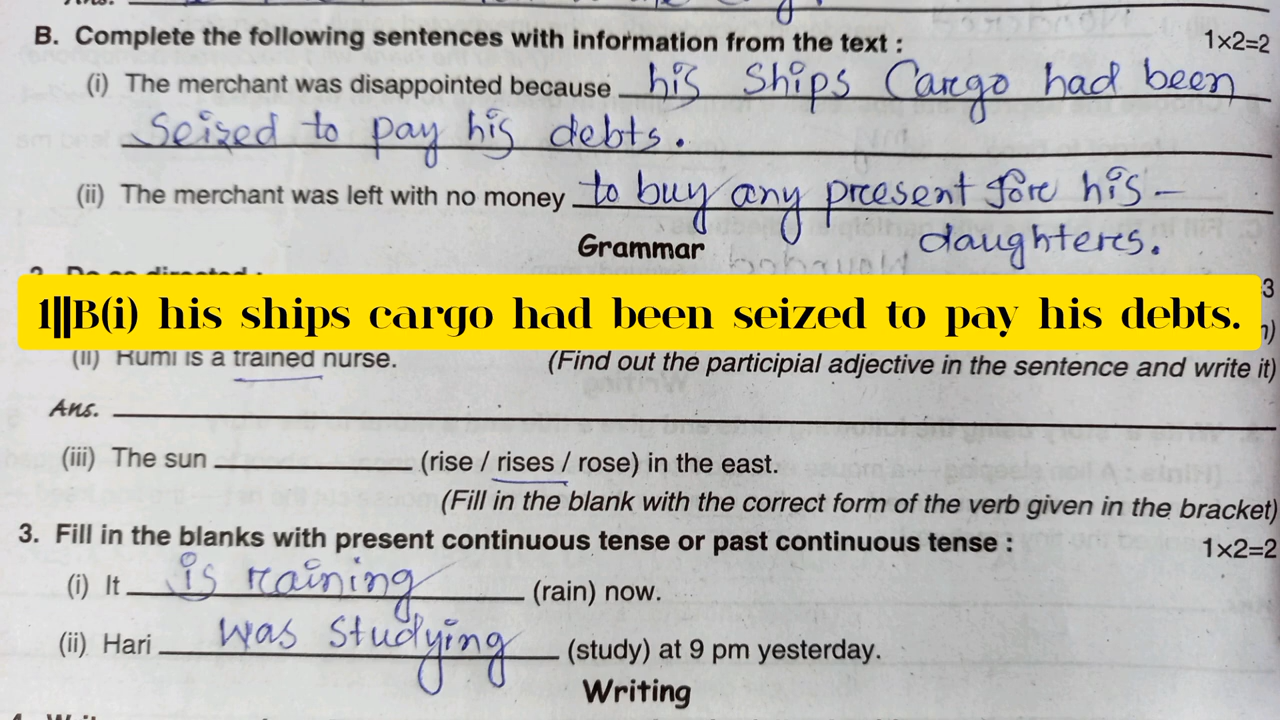 B. Complete the following sentences with information from the text : 1×2=2
(i) The merchant was disappointed because his Ships Cargo had been
seized to pay his debts.
(ii) The merchant was left with no money to buy any present fore his –
Grammar daughters.
2. Do as directed : 3
1||B(i) his ships cargo had been seized to pay his debts.
(ii) Rumi is a trained nurse. (Find out the participial adjective in the sentence and write it)
Ans.
(iii) The sun (rise / rises / rose) in the east.
(Fill in the blank with the correct form of the verb given in the bracket)
3. Fill in the blanks with present continuous tense or past continuous tense : 1×2=2
(i) It is raining (rain) now.
(ii) Hari was studying (study) at 9 pm yesterday.
Writing